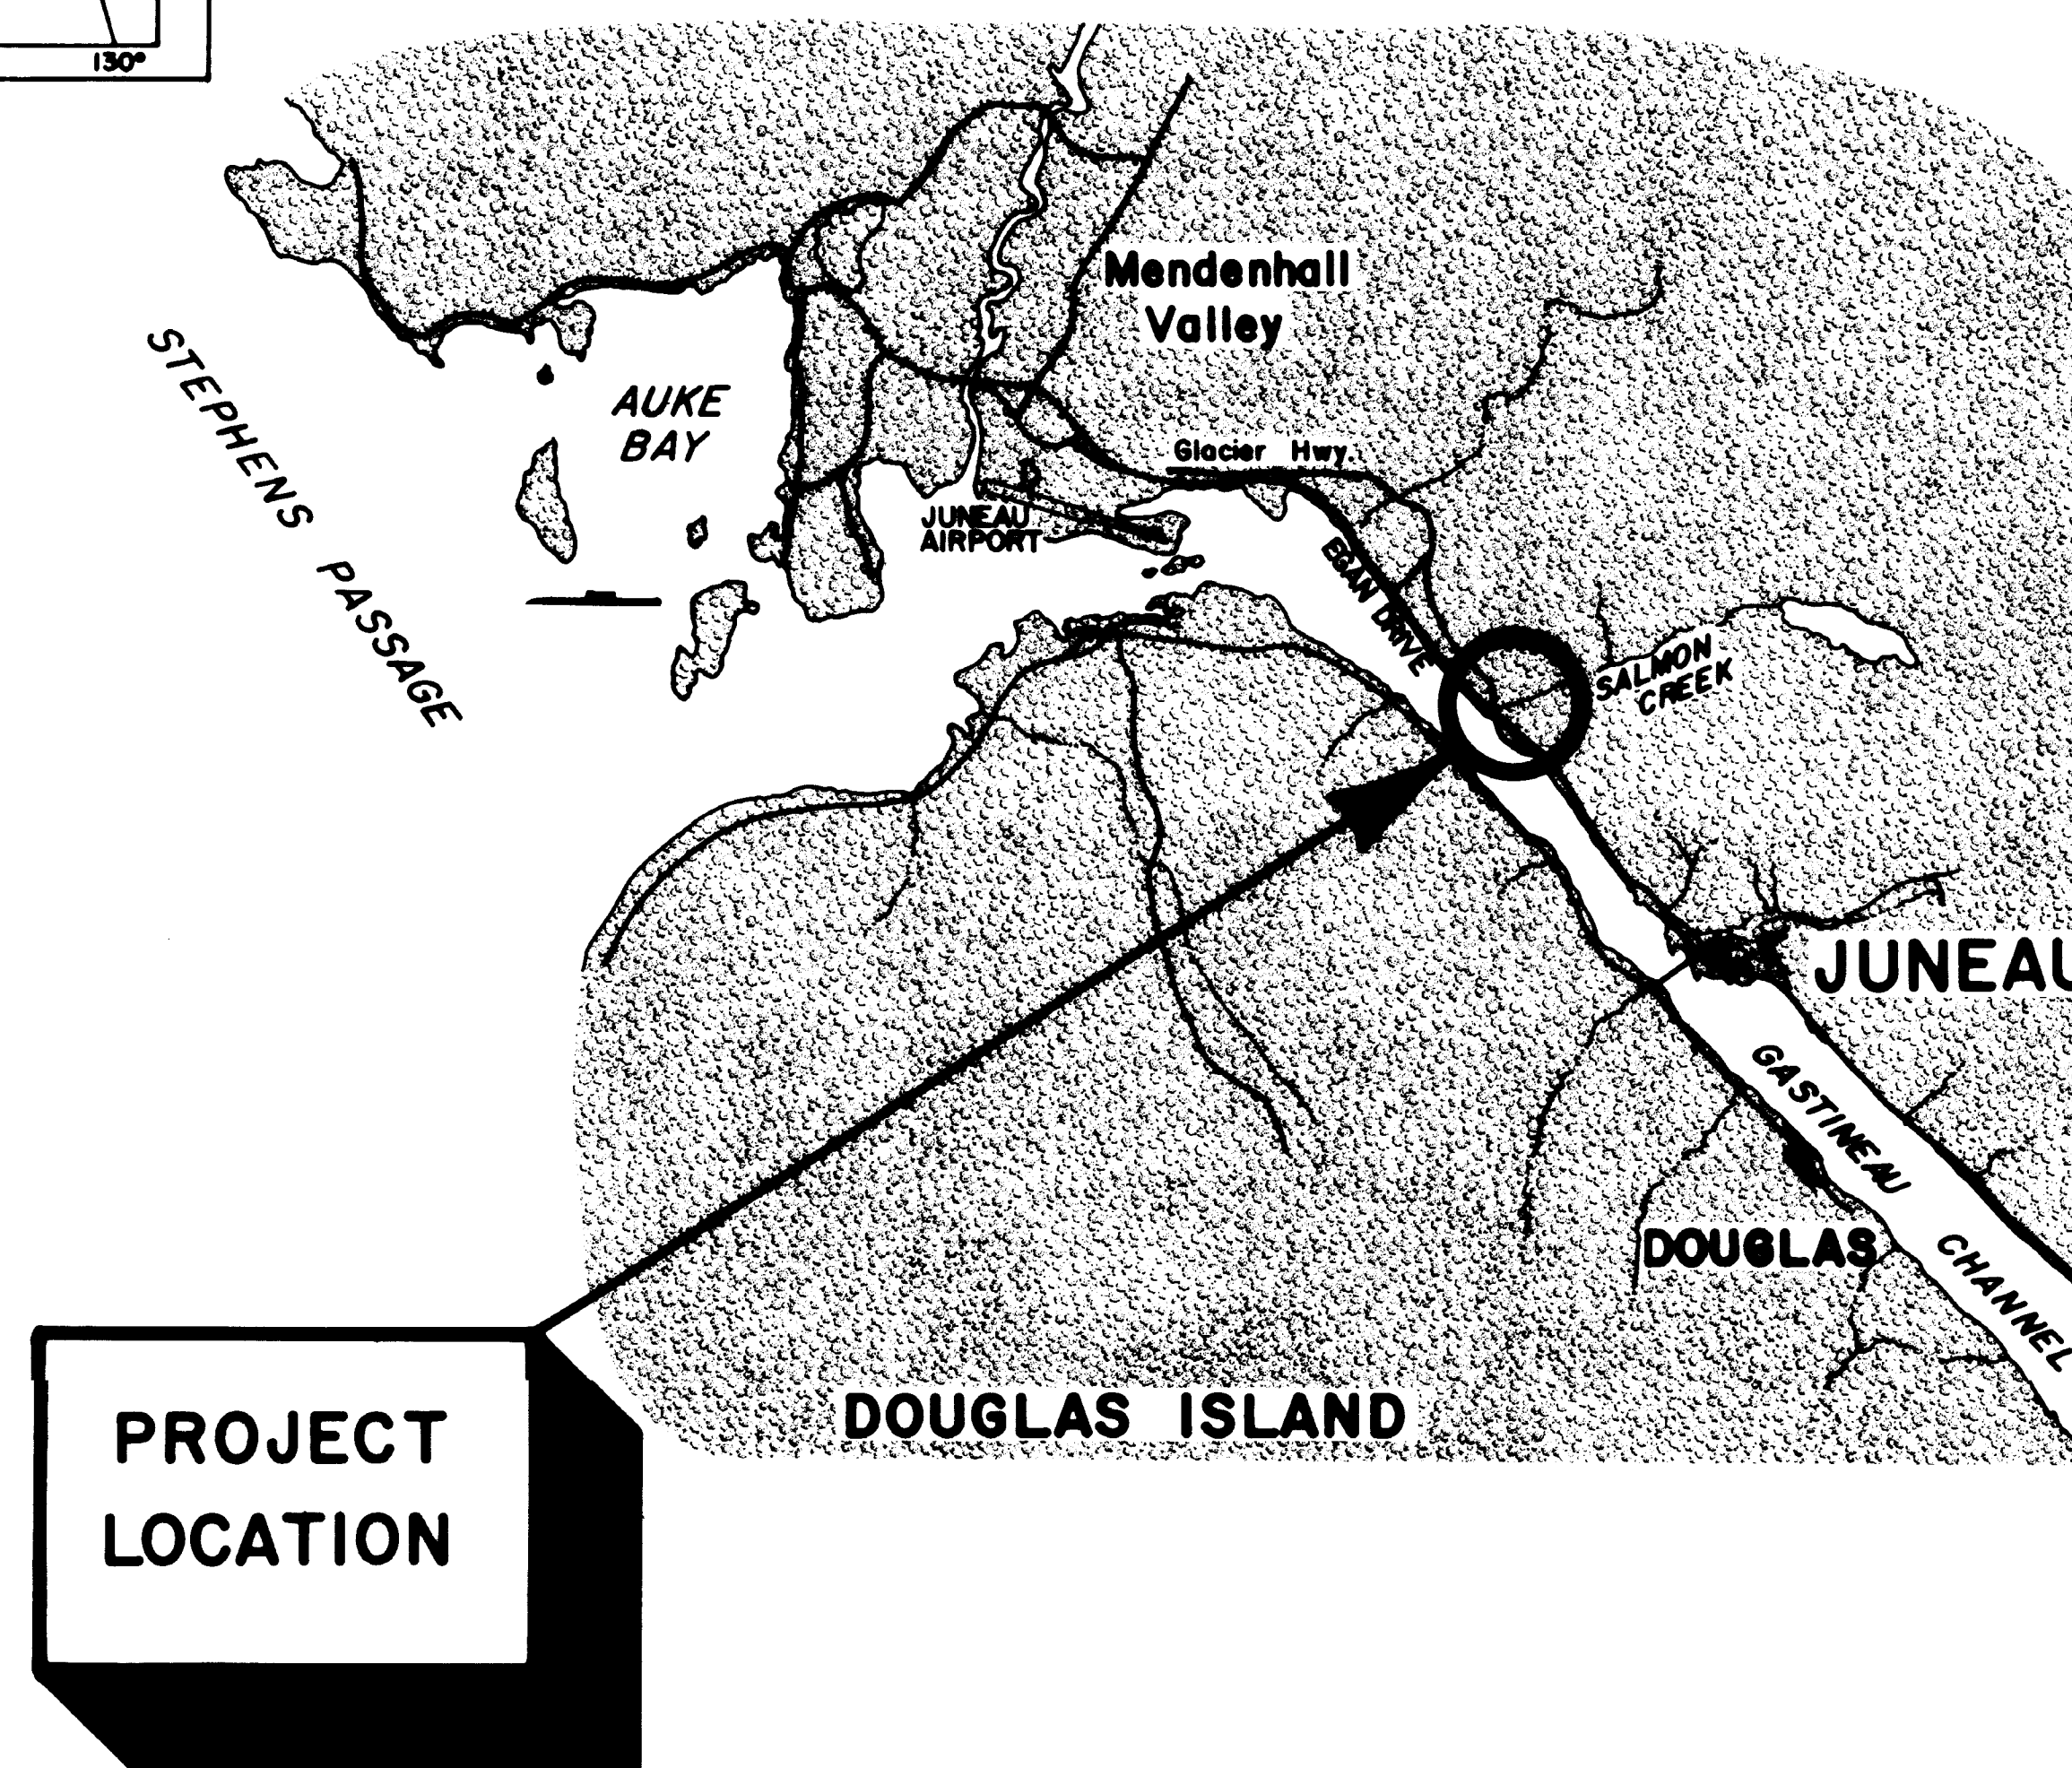 130°
Mendenhall
Valley
STEPHENS PASSAGE
AUKE
BAY
Glacier Hwy.
JUNEAU
AIRPORT
EGAN DRIVE
SALMON
CREEK
JUNEAU
GASTINEAU CHANNEL
DOUGLAS
DOUGLAS ISLAND
PROJECT
LOCATION